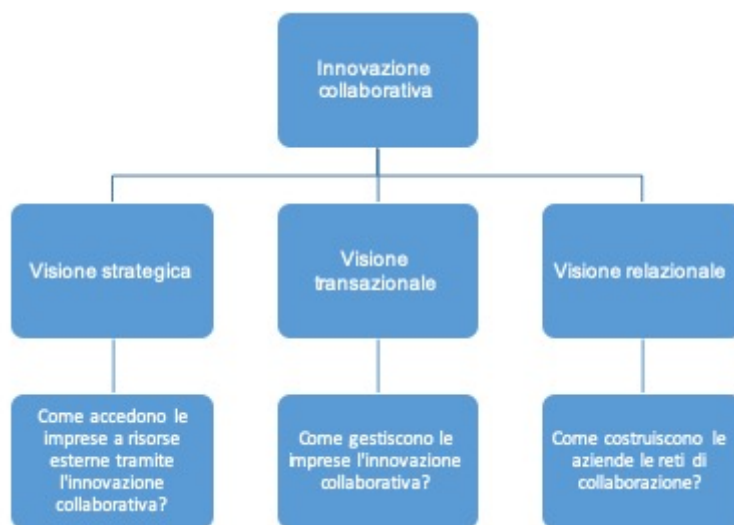 Innovazione
collaborativa
Visione strategica
Visione
transazionale
Visione relazionale
Come accedono le
imprese a risorse
esterne tramite
l'innovazione
collaborativa?
Come gestiscono le
imprese l'innovazione
collaborativa?
Come costruiscono le
aziende le reti di
collaborazione?